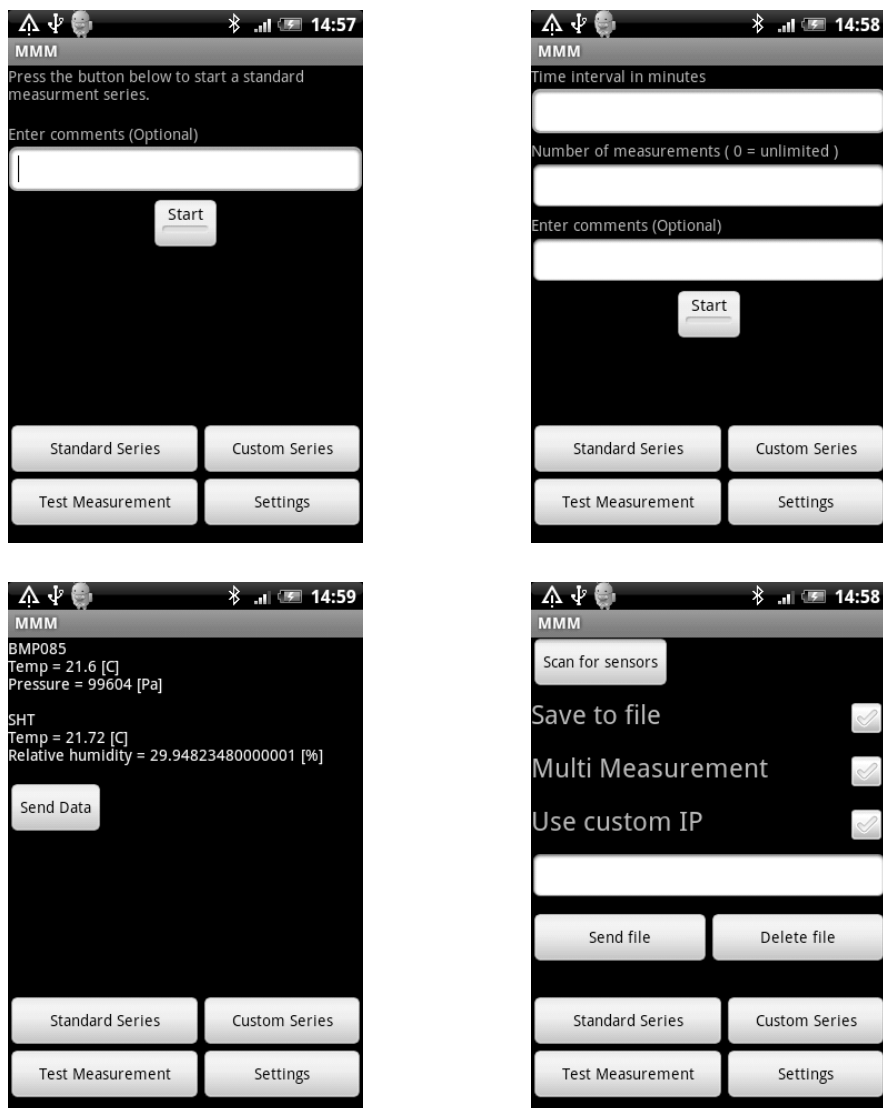 14:57
MMM
Press the button below to start a standard
measurment series.
Enter comments (Optional)
Start
Standard Series Custom Series
Test Measurement Settings
14:58
MMM
Time interval in minutes
Number of measurements ( 0 = unlimited )
Enter comments (Optional)
Start
Standard Series Custom Series
Test Measurement Settings
14:59
MMM
BMP085
Temp = 21.6 [C]
Pressure = 99604 [Pa]
SHT
Temp = 21.72 [C]
Relative humidity = 29.94823480000001 [%]
Send Data
Standard Series Custom Series
Test Measurement Settings
14:58
MMM
Scan for sensors
Save to file
Multi Measurement
Use custom IP
Send file Delete file
Standard Series Custom Series
Test Measurement Settings